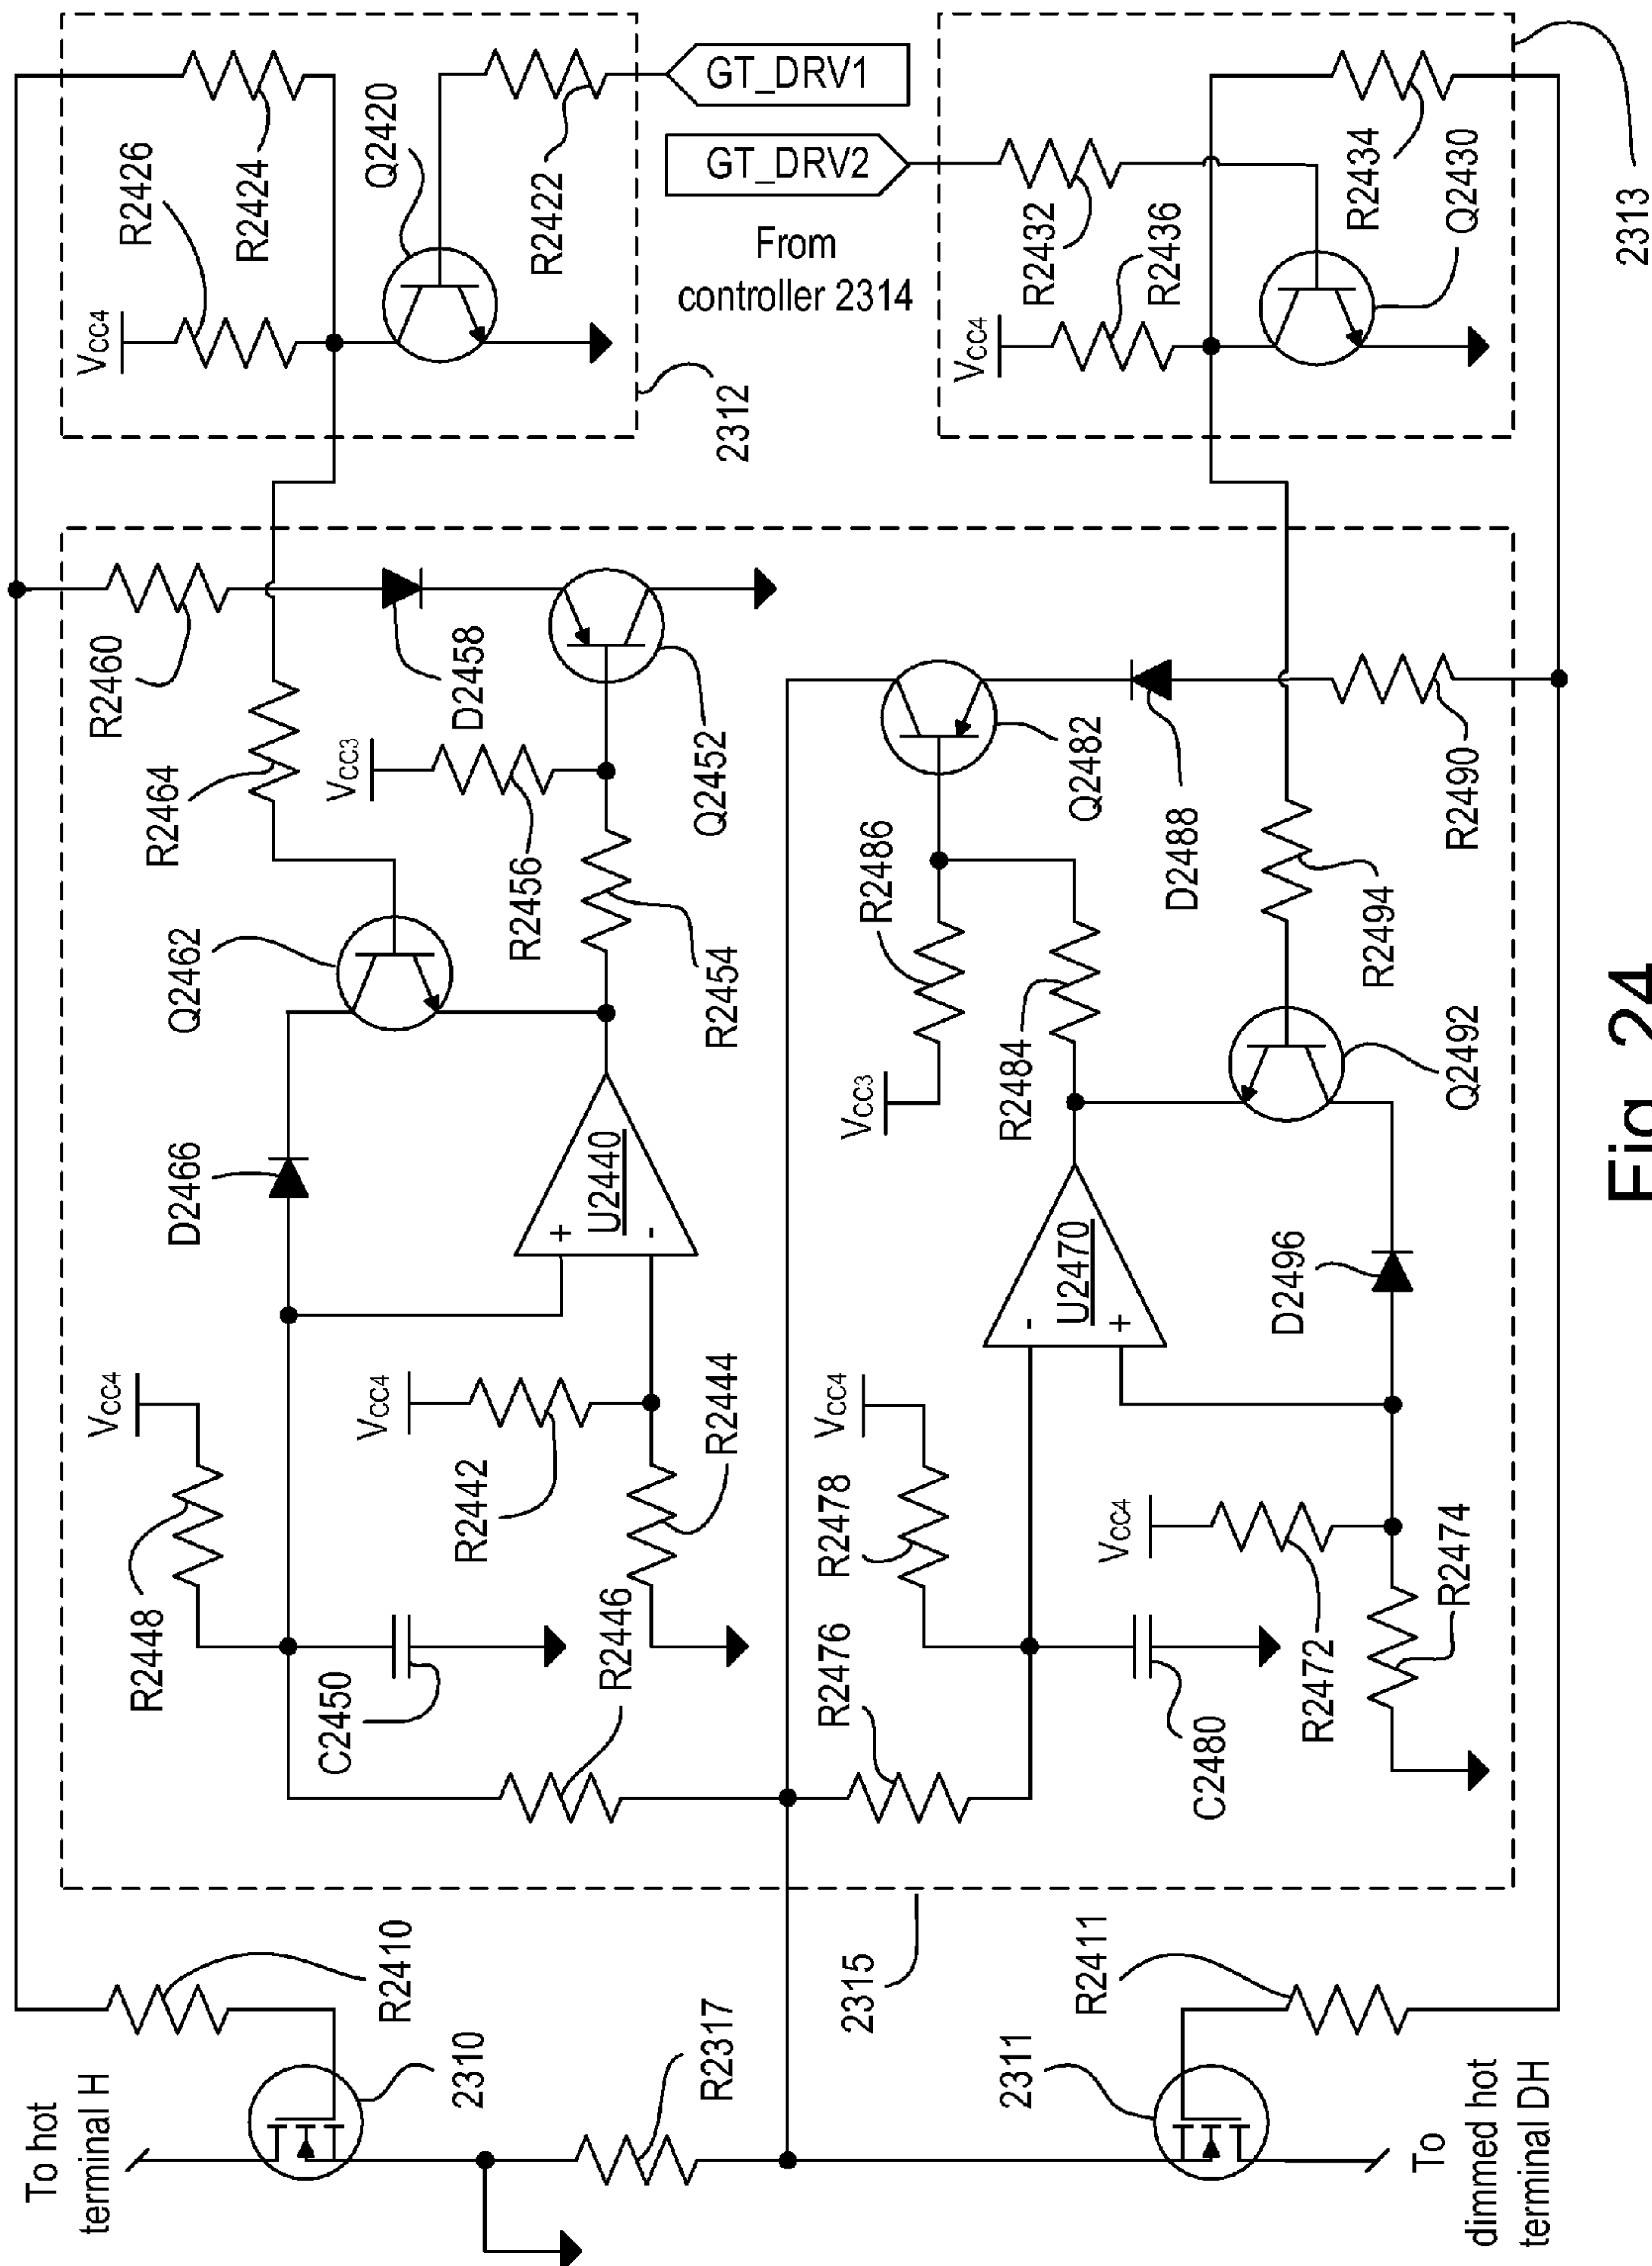 To hot
terminal H
R2410
2310
R2317
2311
R2411
To
dimmed hot
terminal DH
2315
R2448
Vcc4
C2450
R2446
Vcc4
R2442
R2444
D2466
+
-
U2440
Q2462
R2464
R2460
D2458
Vcc3
R2456
R2454
Q2452
R2476
R2478
Vcc4
C2480
Vcc4
R2472
R2474
-
+
U2470
D2496
Vcc3
R2486
R2484
Q2482
D2488
R2490
R2494
Q2492
Vcc4
R2426
R2424
Q2420
R2422
2312
GT_DRV1
GT_DRV2
From
controller 2314
R2432
Vcc4
R2436
R2434
Q2430
2313
Fig. 24